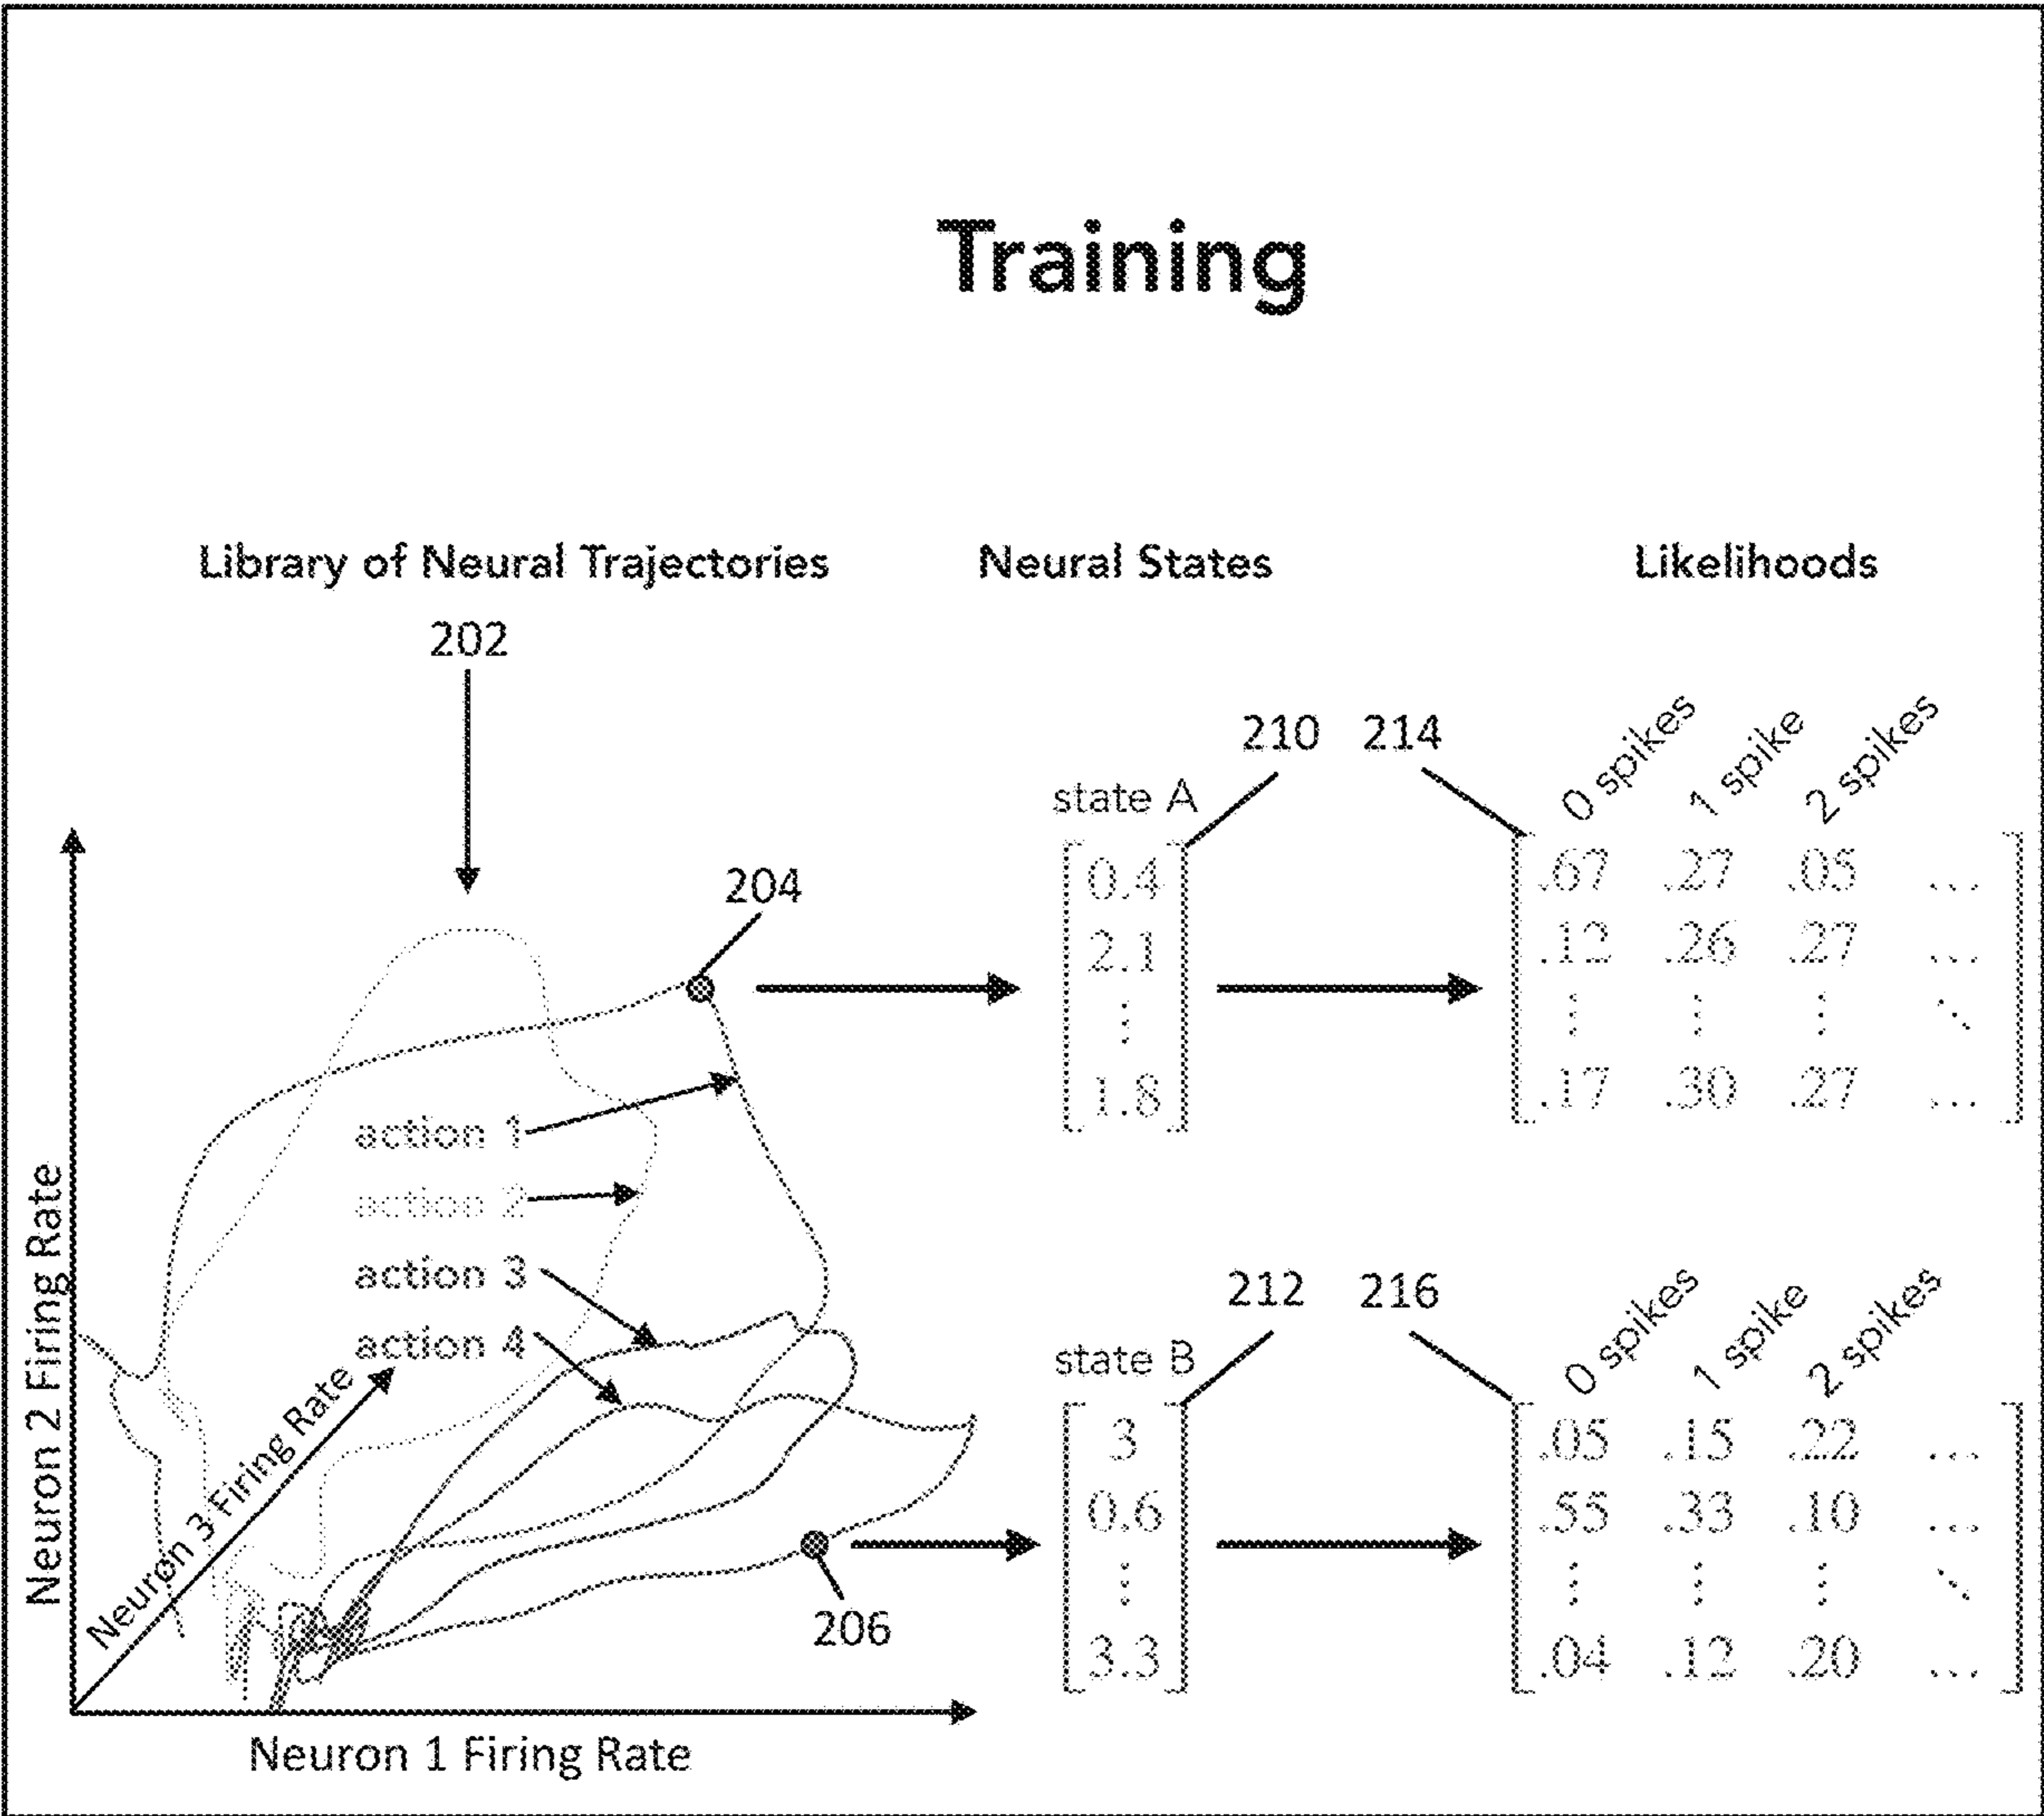 Training
Library of Neural Trajectories
Neural States
Likelihoods
202
204
action 1
action 2
action 3
action 4
206
Neuron 2 Firing Rate
Neuron 3 Firing Rate
Neuron 1 Firing Rate
210
214
state A
0.4
2.1
⋮
1.8
0 spikes
1 spike
2 spikes
.67 .27 .05 ...
.12 .26 .27 ...
⋮ ⋮ ⋮ ⋱
.17 .30 .27 ...
212
216
state B
3
0.6
⋮
3.3
0 spikes
1 spike
2 spikes
.05 .15 .22 ...
.55 .33 .10 ...
⋮ ⋮ ⋮ ⋱
.04 .12 .20 ...